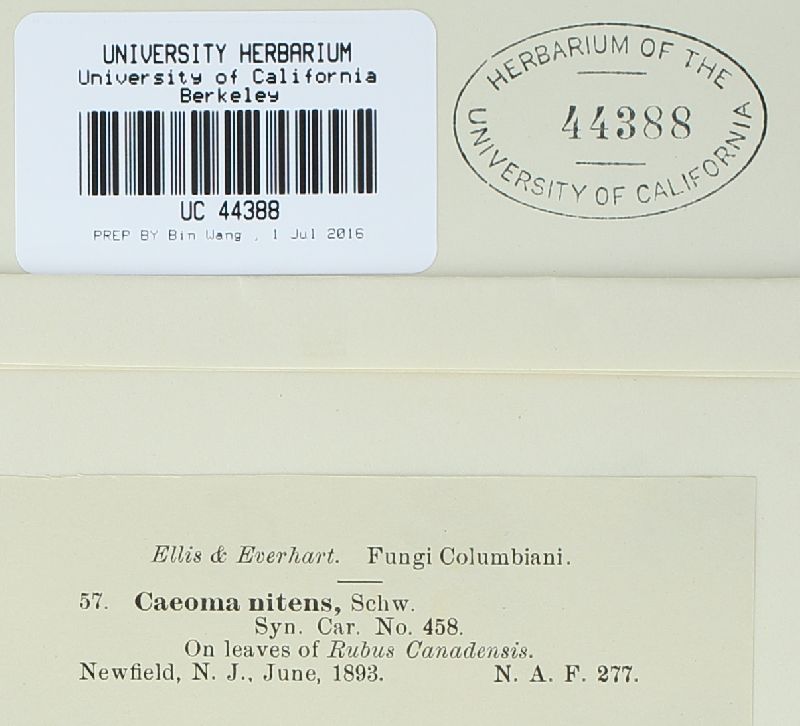 UNIVERSITY HERBARIUM
University of California
Berkeley
UC 44388
PREP BY Bin Wang , 1 Jul 2016
HERBARIUM OF THE
44388
UNIVERSITY OF CALIFORNIA
Ellis & Everhart. Fungi Columbiani.
57. Caeoma nitens, Schw.
Syn. Car. No. 458.
On leaves of Rubus Canadensis.
Newfield, N. J., June, 1893. N. A. F. 277.